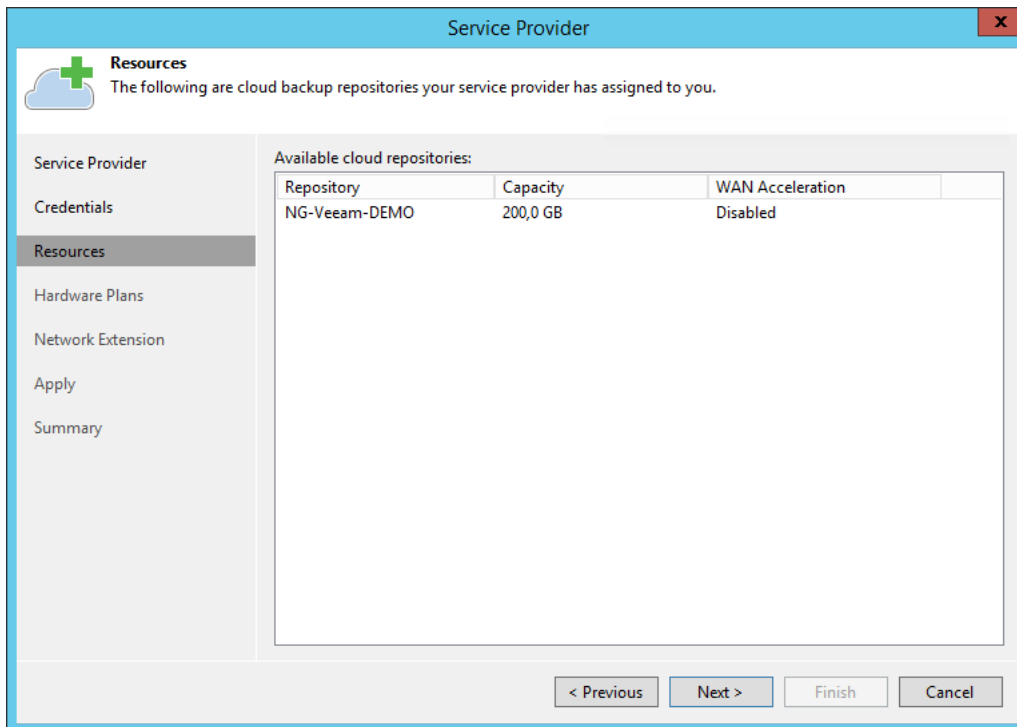 Service Provider
x
Resources
The following are cloud backup repositories your service provider has assigned to you.
Service Provider
Credentials
Resources
Hardware Plans
Network Extension
Apply
Summary
Available cloud repositories:
Repository Capacity WAN Acceleration
NG-Veeam-DEMO 200,0 GB Disabled
< Previous Next > Finish Cancel